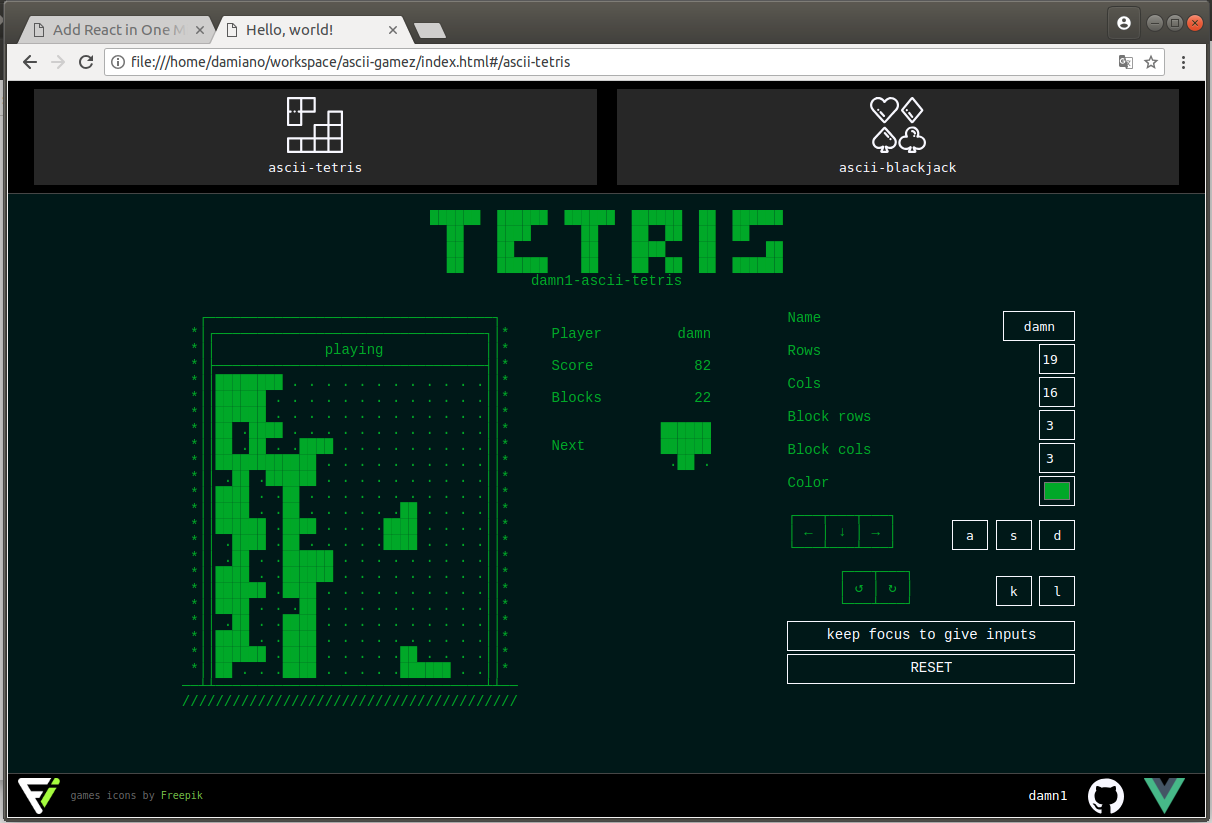 Add React in One M
Hello, world!
file:///home/damiano/workspace/ascii-gamez/index.html#/ascii-tetris
ascii-tetris
ascii-blackjack
TETRIS
damn1-ascii-tetris
playing
Player damn
Score 82
Blocks 22
Next
Name damn
Rows 19
Cols 16
Block rows 3
Block cols 3
Color
← ↓ → a s d
↺ ↻ k l
keep focus to give inputs
RESET
////////////////////////////////////////
games icons by Freepik
damn1